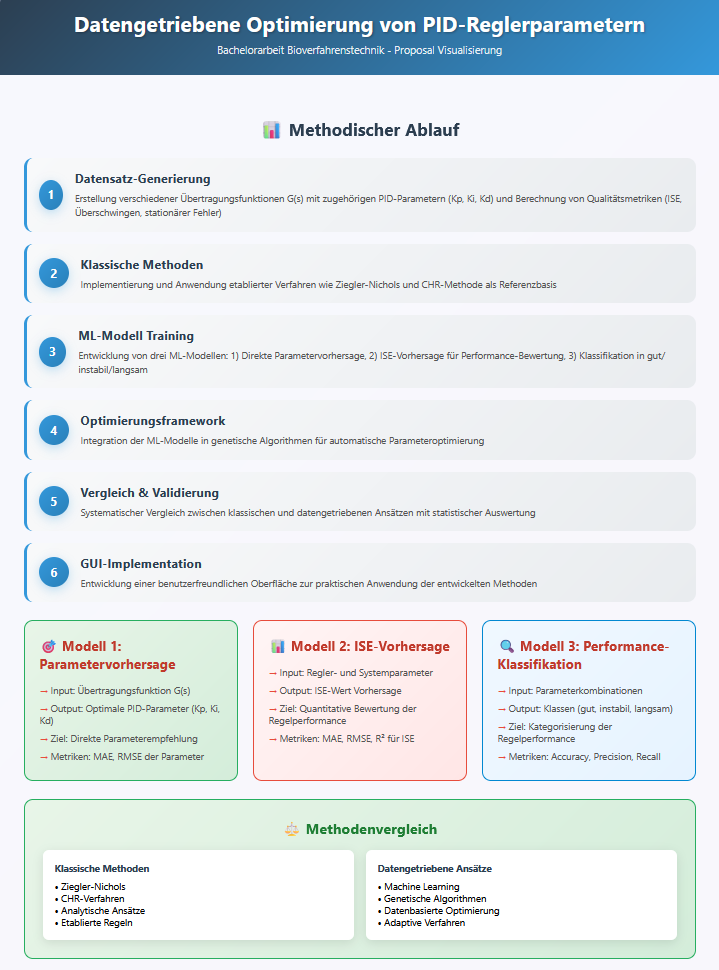 Datengetriebene Optimierung von PID-Reglerparametern
Bachelorarbeit Bioverfahrenstechnik - Proposal Visualisierung
Methodischer Ablauf
1
Datensatz-Generierung
Erstellung verschiedener Übertragungsfunktionen G(s) mit zugehörigen PID-Parametern (Kp, Ki, Kd) und Berechnung von Qualitätsmetriken (ISE,
Überschwingen, stationärer Fehler)
2
Klassische Methoden
Implementierung und Anwendung etablierter Verfahren wie Ziegler-Nichols und CHR-Methode als Referenzbasis
3
ML-Modell Training
Entwicklung von drei ML-Modellen: 1) Direkte Parametervorhersage, 2) ISE-Vorhersage für Performance-Bewertung, 3) Klassifikation in gut/
instabil/langsam
4
Optimierungsframework
Integration der ML-Modelle in genetische Algorithmen für automatische Parameteroptimierung
5
Vergleich & Validierung
Systematischer Vergleich zwischen klassischen und datengetriebenen Ansätzen mit statistischer Auswertung
6
GUI-Implementation
Entwicklung einer benutzerfreundlichen Oberfläche zur praktischen Anwendung der entwickelten Methoden
Modell 1:
Parametervorhersage
→ Input: Übertragungsfunktion G(s)
→ Output: Optimale PID-Parameter (Kp, Ki,
Kd)
→ Ziel: Direkte Parameterempfehlung
→ Metriken: MAE, RMSE der Parameter
Modell 2: ISE-Vorhersage
→ Input: Regler- und Systemparameter
→ Output: ISE-Wert Vorhersage
→ Ziel: Quantitative Bewertung der
Regelperformance
→ Metriken: MAE, RMSE, R² für ISE
Modell 3: Performance-
Klassifikation
→ Input: Parameterkombinationen
→ Output: Klassen (gut, instabil, langsam)
→ Ziel: Kategorisierung der
Regelperformance
→ Metriken: Accuracy, Precision, Recall
Methodenvergleich
Klassische Methoden
• Ziegler-Nichols
• CHR-Verfahren
• Analytische Ansätze
• Etablierte Regeln
Datengetriebene Ansätze
• Machine Learning
• Genetische Algorithmen
• Datenbasierte Optimierung
• Adaptive Verfahren